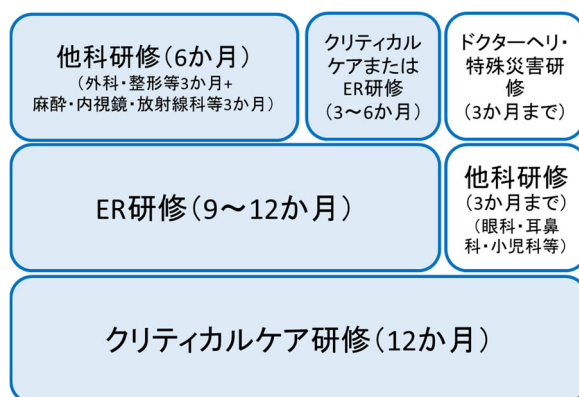 他科研修(6か月)
(外科・整形等3か月+
麻酔・内視鏡・放射線科等3か月)
クリティカル
ケアまたは
ER研修
(3～6か月)
ドクターヘリ・
特殊災害研
修
(3か月まで)
ER研修(9～12か月)
他科研修
(3か月まで)
(眼科・耳鼻
科・小児科等)
クリティカルケア研修(12か月)